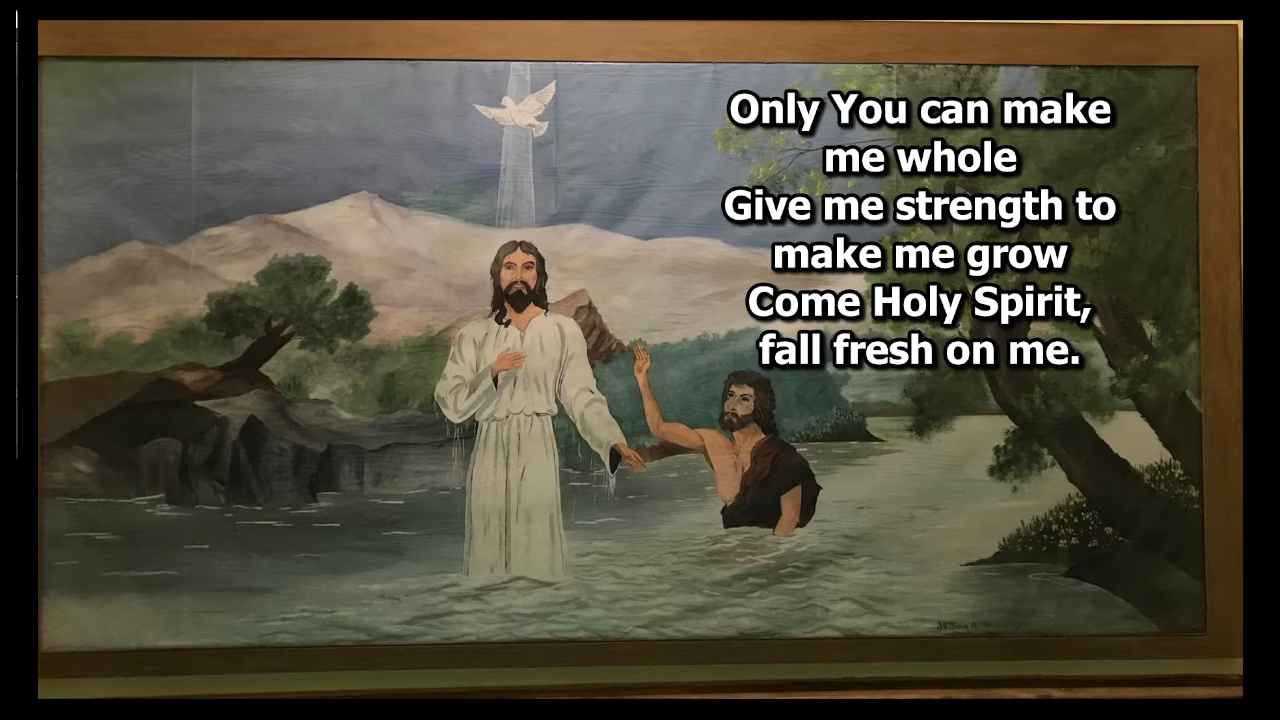 Only You can make
me whole
Give me strength to
make me grow
Come Holy Spirit,
fall fresh on me.